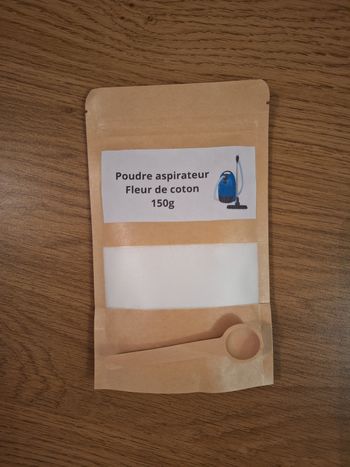 Poudre aspirateur
Fleur de coton
150g